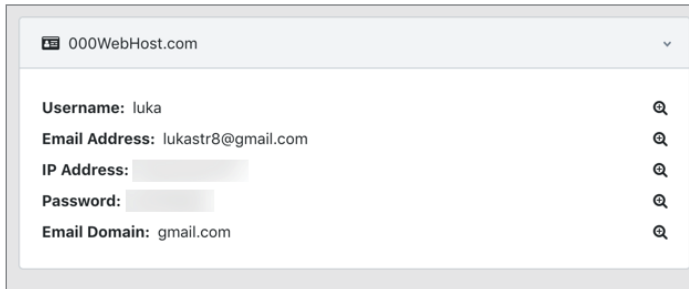 000WebHost.com
Username: luka
Email Address: lukastr8@gmail.com
IP Address:
Password:
Email Domain: gmail.com